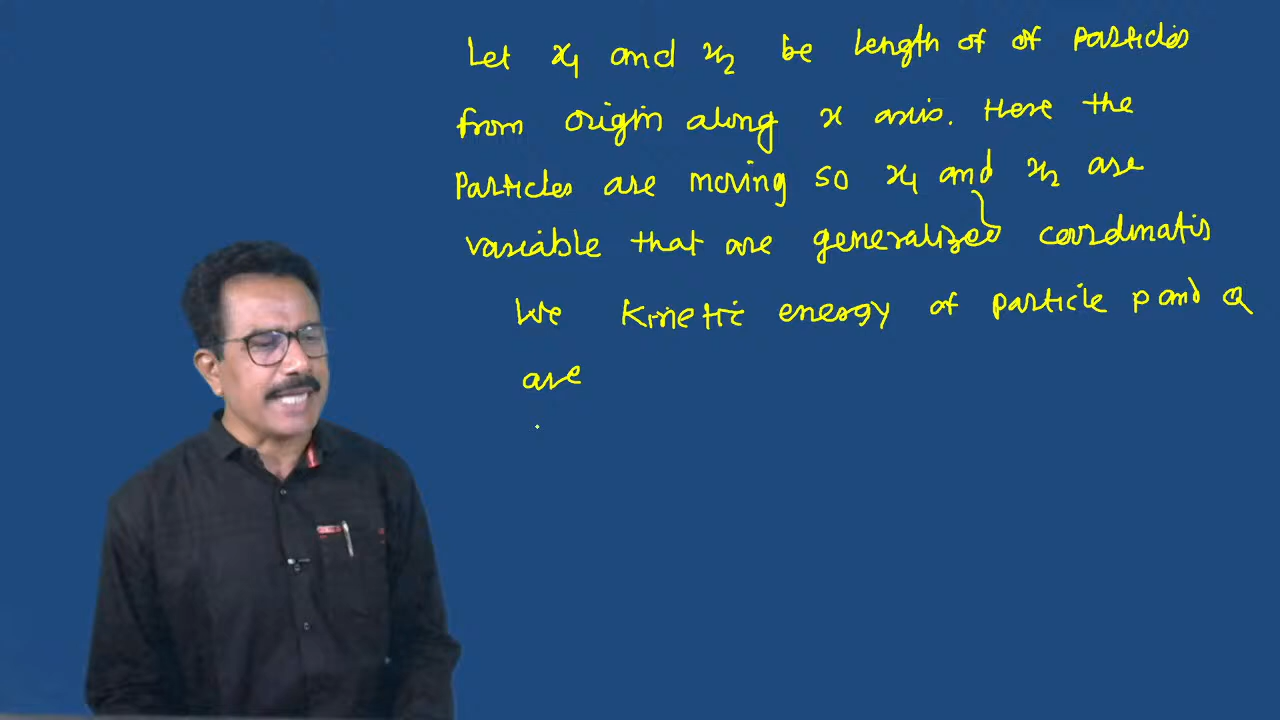 Let x1 and x2 be length of of particles
from origin along x axis. Here the
Particles are moving so x1 and x2 are
variable that are generalized coordinatis
We Kinetic energy of particle p and Q
are